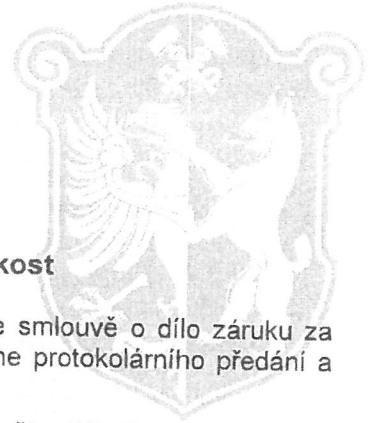 kost
e smlouvě o dílo záruku za
ne protokolárního předání a